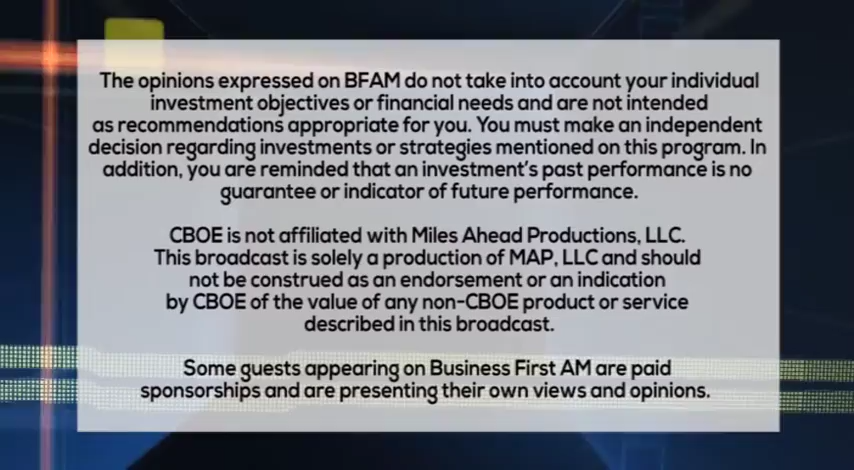 The opinions expressed on BFAM do not take into account your individual
investment objectives or financial needs and are not intended
as recommendations appropriate for you. You must make an independent
decision regarding investments or strategies mentioned on this program. In
addition, you are reminded that an investment's past performance is no
guarantee or indicator of future performance.
CBOE is not affiliated with Miles Ahead Productions, LLC.
This broadcast is solely a production of MAP, LLC and should
not be construed as an endorsement or an indication
by CBOE of the value of any non-CBOE product or service
described in this broadcast.
Some guests appearing on Business First AM are paid
sponsorships and are presenting their own views and opinions.